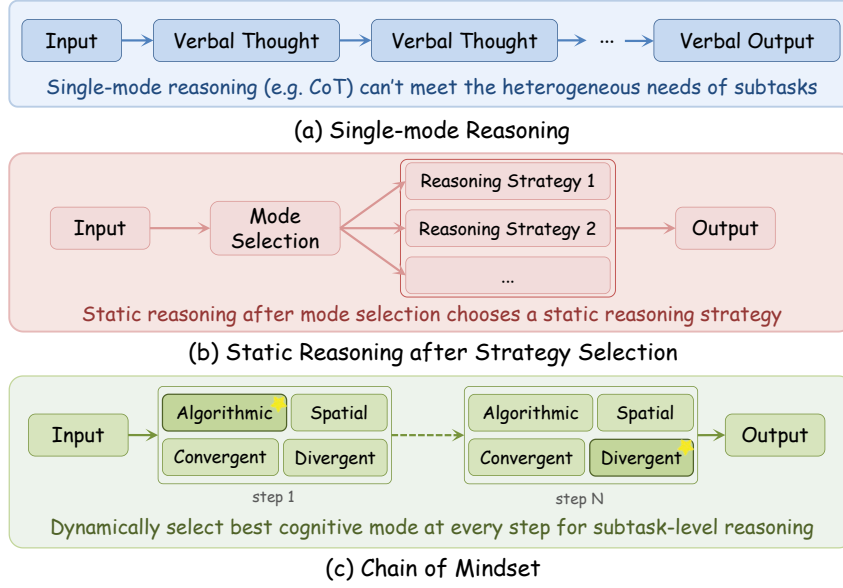 Input
Verbal Thought
Verbal Thought
...
Verbal Output
Single-mode reasoning (e.g. CoT) can't meet the heterogeneous needs of subtasks
(a) Single-mode Reasoning
Input
Mode
Selection
Reasoning Strategy 1
Reasoning Strategy 2
...
Output
Static reasoning after mode selection chooses a static reasoning strategy
(b) Static Reasoning after Strategy Selection
Input
Algorithmic
Spatial
Convergent
Divergent
step 1
Algorithmic
Spatial
Convergent
Divergent
step N
Output
Dynamically select best cognitive mode at every step for subtask-level reasoning
(c) Chain of Mindset